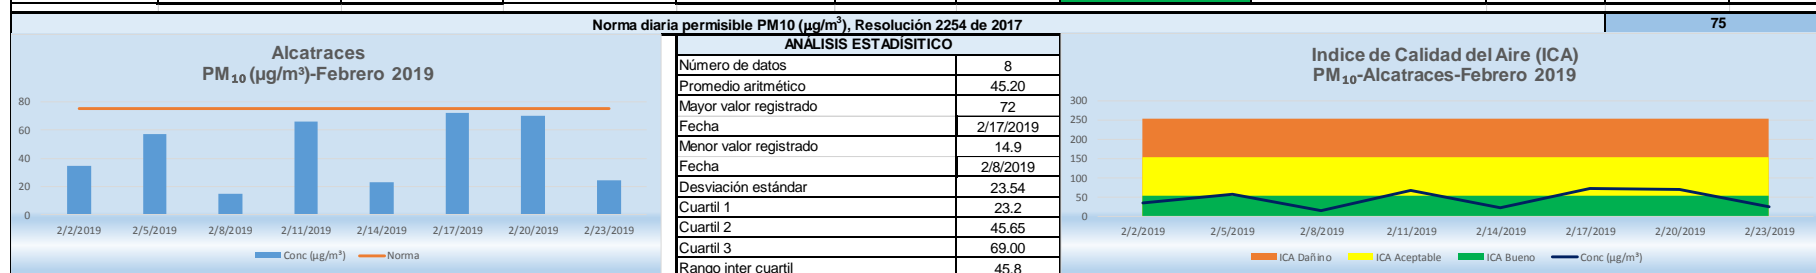 Norma diaria permisible PM10 (µg/m³), Resolución 2254 de 2017 75
Alcatraces
PM₁₀ (µg/m³)-Febrero 2019
80
60
40
20
0
2/2/2019 2/5/2019 2/8/2019 2/11/2019 2/14/2019 2/17/2019 2/20/2019 2/23/2019
Conc (µg/m³) Norma
ANÁLISIS ESTADÍSITICO
Número de datos 8
Promedio aritmético 45.20
Mayor valor registrado 72
Fecha 2/17/2019
Menor valor registrado 14.9
Fecha 2/8/2019
Desviación estándar 23.54
Cuartil 1 23.2
Cuartil 2 45.65
Cuartil 3 69.00
Rango inter cuartil 45.8
Indice de Calidad del Aire (ICA)
PM₁₀-Alcatraces-Febrero 2019
300
250
200
150
100
50
0
2/2/2019 2/5/2019 2/8/2019 2/11/2019 2/14/2019 2/17/2019 2/20/2019 2/23/2019
ICA Dañino ICA Aceptable ICA Bueno Conc (µg/m³)